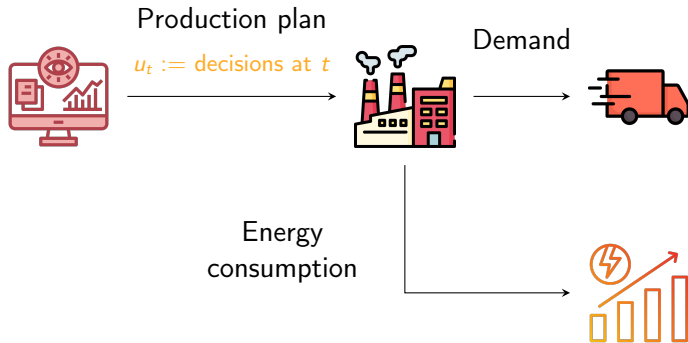 Production plan
u_t := decisions at t
Demand
Energy
consumption